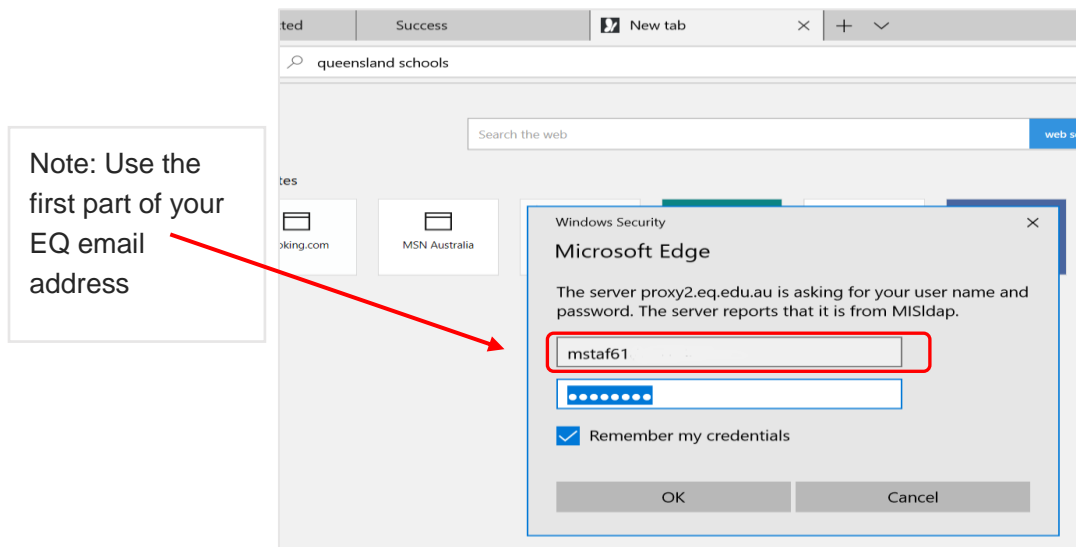 ted Success New tab
queensland schools
Search the web web s
Note: Use the
first part of your
EQ email
address
tes
oking.com MSN Australia
Windows Security
Microsoft Edge
The server proxy2.eq.edu.au is asking for your user name and
password. The server reports that it is from MISldap.
mstaf61
Remember my credentials
OK Cancel